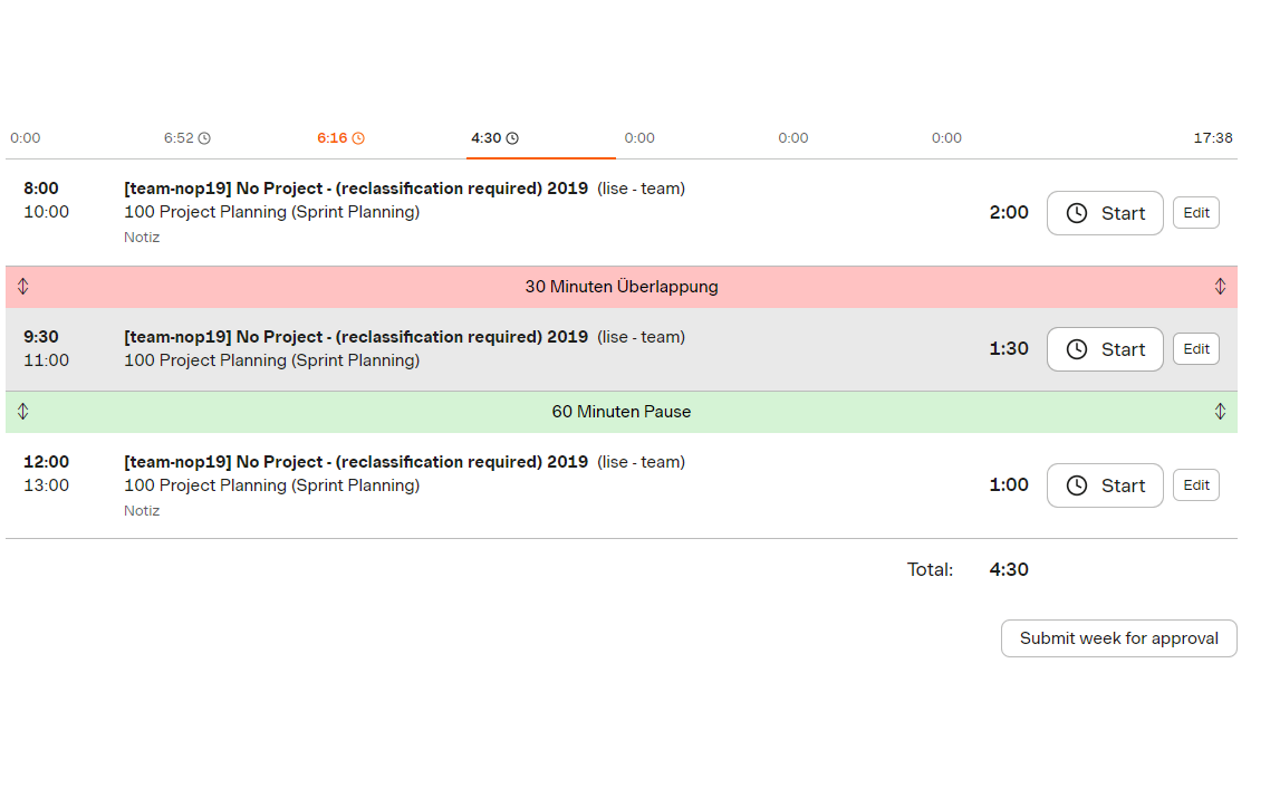 0:00 6:52 6:16 4:30 0:00 0:00 0:00 17:38
8:00 [team-nop19] No Project - (reclassification required) 2019 (lise - team)
10:00 100 Project Planning (Sprint Planning) 2:00 Start Edit
Notiz
30 Minuten Überlappung
9:30 [team-nop19] No Project - (reclassification required) 2019 (lise - team)
11:00 100 Project Planning (Sprint Planning) 1:30 Start Edit
60 Minuten Pause
12:00 [team-nop19] No Project - (reclassification required) 2019 (lise - team)
13:00 100 Project Planning (Sprint Planning) 1:00 Start Edit
Notiz
Total: 4:30
Submit week for approval